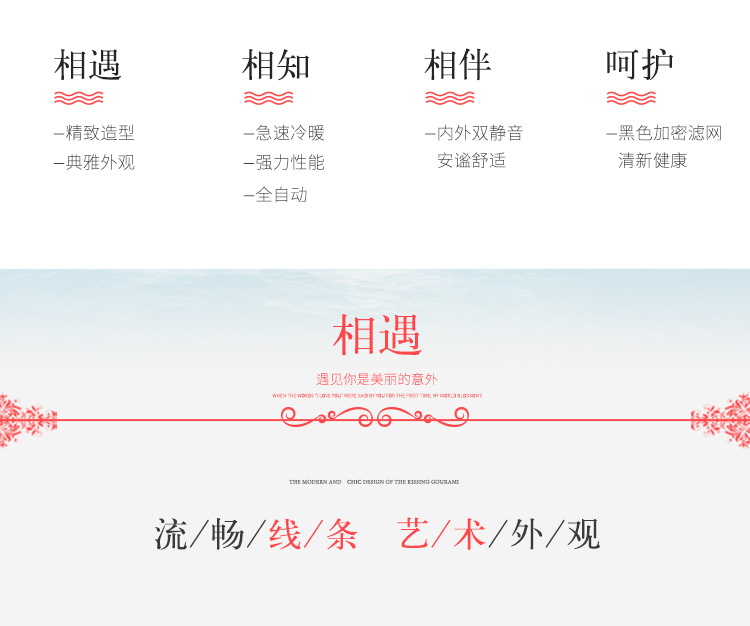 相遇
—精致造型
—典雅外观
相知
—急速冷暖
—强力性能
—全自动
相伴
—内外双静音
安谧舒适
呵护
—黑色加密滤网
清新健康
相遇
遇见你是美丽的意外
WHEN THE WORDS "I LOVE YOU" WERE SAID BY YOU FOR THE FIRST TIME, MY WORLD BLOSSOMS
THE MODERN AND CHIC DESIGN OF THE KISSING GOURAMI
流/畅/线/条 艺/术/外/观